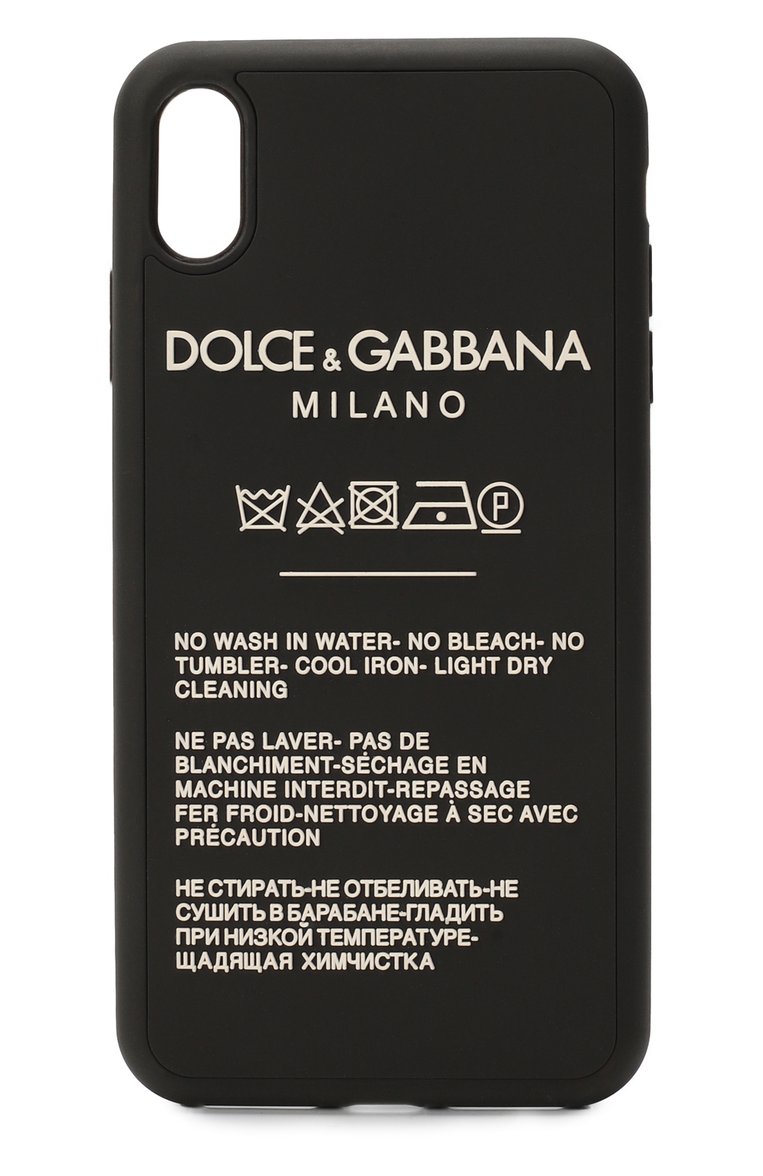 DOLCE & GABBANA
MILANO
P
NO WASH IN WATER- NO BLEACH- NO
TUMBLER- COOL IRON- LIGHT DRY
CLEANING
NE PAS LAVER- PAS DE
BLANCHIMENT-SÉCHAGE EN
MACHINE INTERDIT-REPASSAGE
FER FROID-NETTOYAGE À SEC AVEC
PRÉCAUTION
НЕ СТИРАТЬ-НЕ ОТБЕЛИВАТЬ-НЕ
СУШИТЬ В БАРАБАНЕ-ГЛАДИТЬ
ПРИ НИЗКОЙ ТЕМПЕРАТУРЕ-
ЩАДЯЩАЯ ХИМЧИСТКА